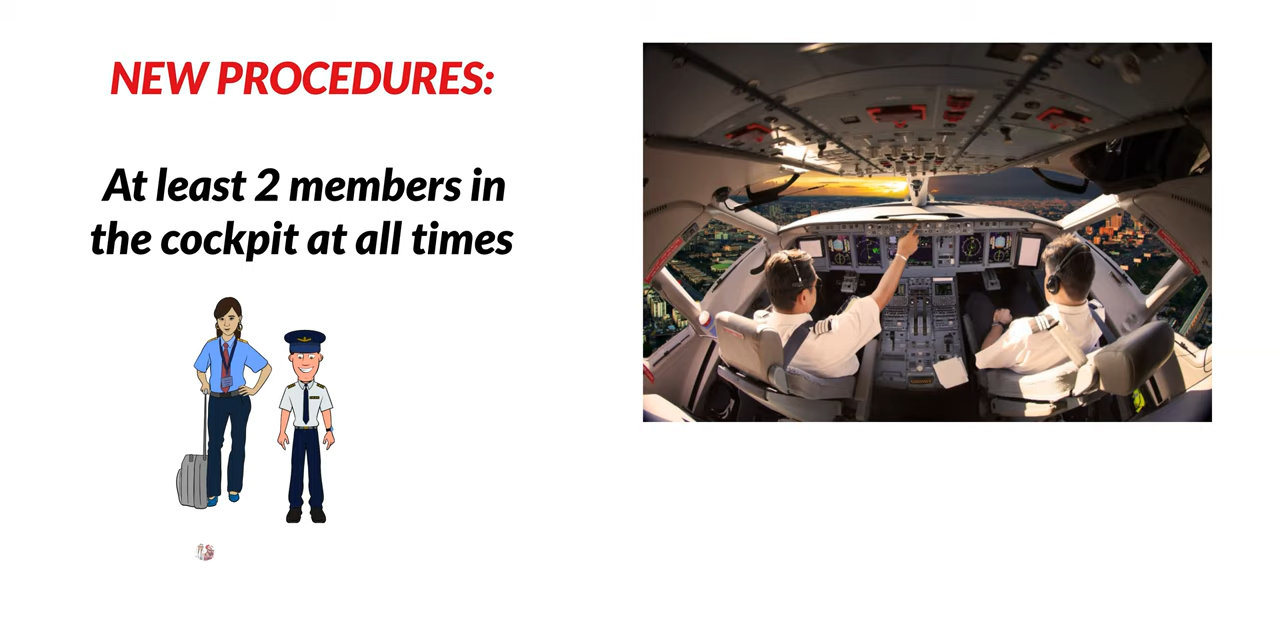 NEW PROCEDURES:
At least 2 members in
the cockpit at all times